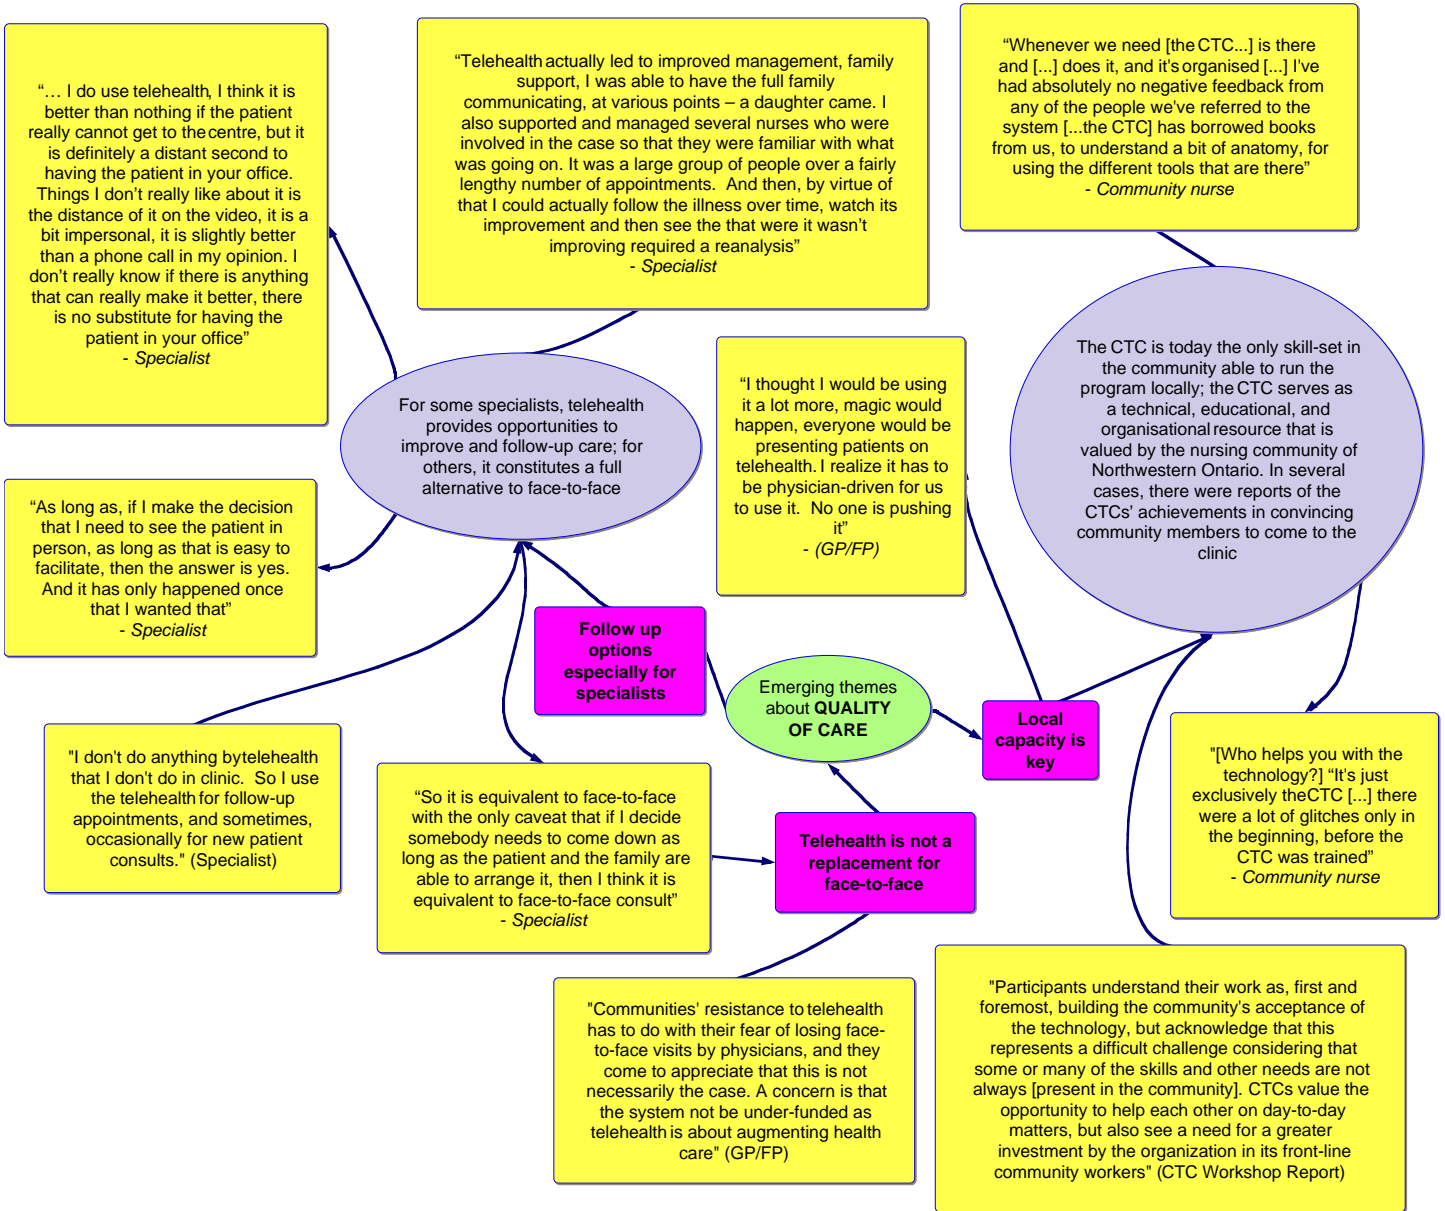 “… I do use telehealth, I think it is
better than nothing if the patient
really cannot get to thecentre, but it
is definitely a distant second to
having the patient in your office.
Things I don’t really like about it is
the distance of it on the video, it is a
bit impersonal, it is slightly better
than a phone call in my opinion. I
don’t really know if there is anything
that can really make it better, there
is no substitute for having the
patient in your office”
- Specialist
“Telehealth actually led to improved management, family
support, I was able to have the full family
communicating, at various points – a daughter came. I
also supported and managed several nurses who were
involved in the case so that they were familiar with what
was going on. It was a large group of people over a fairly
lengthy number of appointments.  And then, by virtue of
that I could actually follow the illness over time, watch its
improvement and then see the that were it wasn’t
improving required a reanalysis”
- Specialist
“Whenever we need [the CTC...] is there
and [...] does it, and it's organised [...] I've
had absolutely no negative feedback from
any of the people we've referred to the
system [...the CTC] has borrowed books
from us, to understand a bit of anatomy, for
using the different tools that are there”
- Community nurse
For some specialists, telehealth
provides opportunities to
improve and follow-up care; for
others, it constitutes a full
alternative to face-to-face
“I thought I would be using
it a lot more, magic would
happen, everyone would be
presenting patients on
telehealth. I realize it has to
be physician-driven for us
to use it.  No one is pushing
it”
- (GP/FP)
The CTC is today the only skill-set in
the community able to run the
program locally; the CTC serves as
a technical, educational, and
organisational resource that is
valued by the nursing community of
Northwestern Ontario. In several
cases, there were reports of the
CTCs’ achievements in convincing
community members to come to the
clinic
“As long as, if I make the decision
that I need to see the patient in
person, as long as that is easy to
facilitate, then the answer is yes.
And it has only happened once
that I wanted that”
- Specialist
Follow up
options
especially for
specialists
Emerging themes
about QUALITY
OF CARE
Local
capacity is
key
"I don't do anything bytelehealth
that I don't do in clinic.  So I use
the telehealth for follow-up
appointments, and sometimes,
occasionally for new patient
consults." (Specialist)
“So it is equivalent to face-to-face
with the only caveat that if I decide
somebody needs to come down as
long as the patient and the family are
able to arrange it, then I think it is
equivalent to face-to-face consult”
- Specialist
Telehealth is not a
replacement for
face-to-face
"[Who helps you with the
technology?] “It's just
exclusively theCTC [...] there
were a lot of glitches only in
the beginning, before the
CTC was trained”
- Community nurse
"Communities' resistance to telehealth
has to do with their fear of losing face-
to-face visits by physicians, and they
come to appreciate that this is not
necessarily the case. A concern is that
the system not be under-funded as
telehealth is about augmenting health
care" (GP/FP)
"Participants understand their work as, first and
foremost, building the community's acceptance of
the technology, but acknowledge that this
represents a difficult challenge considering that
some or many of the skills and other needs are not
always [present in the community]. CTCs value the
opportunity to help each other on day-to-day
matters, but also see a need for a greater
investment by the organization in its front-line
community workers" (CTC Workshop Report)